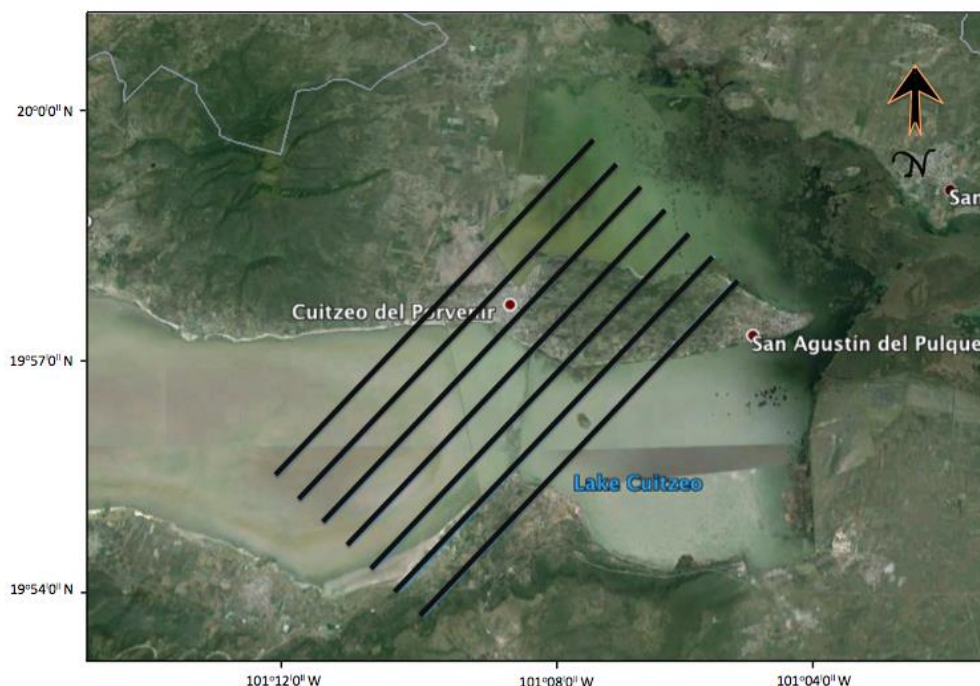 20°0'0" N
N
San
Cuitzeo del Porvenir
San Agustín del Pulque
19°57'0" N
Lake Cuitzeo
19°54'0" N
101°12'0" W
101°08'0" W
101°04'0" W